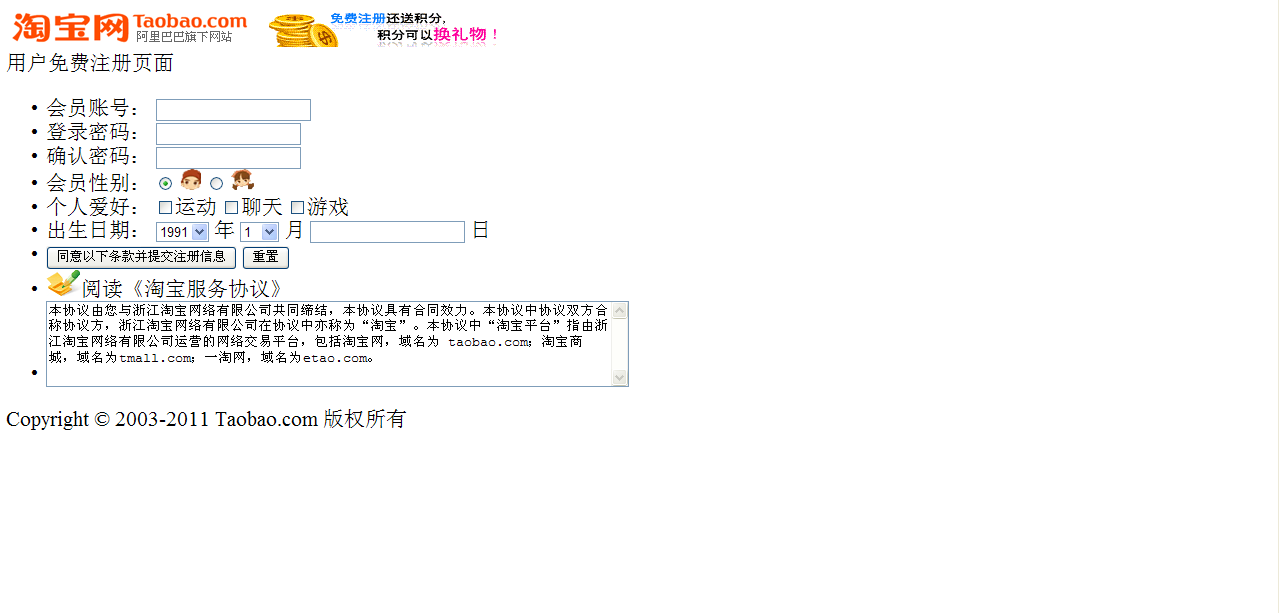 淘宝网 Taobao.com
阿里巴巴旗下网站
免费注册还送积分,
积分可以换礼物！
用户免费注册页面
• 会员账号：
• 登录密码：
• 确认密码：
• 会员性别：
• 个人爱好： 运动 聊天 游戏
• 出生日期： 1991 年 1 月 日
• 同意以下条款并提交注册信息 重置
• 阅读《淘宝服务协议》
本协议由您与浙江淘宝网络有限公司共同缔结，本协议具有合同效力。本协议中协议双方合
称协议方，浙江淘宝网络有限公司在协议中亦称为“淘宝”。本协议中“淘宝平台”指由浙
江淘宝网络有限公司运营的网络交易平台，包括淘宝网，域名为 taobao.com；淘宝商
城，域名为tmall.com；一淘网，域名为etao.com。
Copyright © 2003-2011 Taobao.com 版权所有